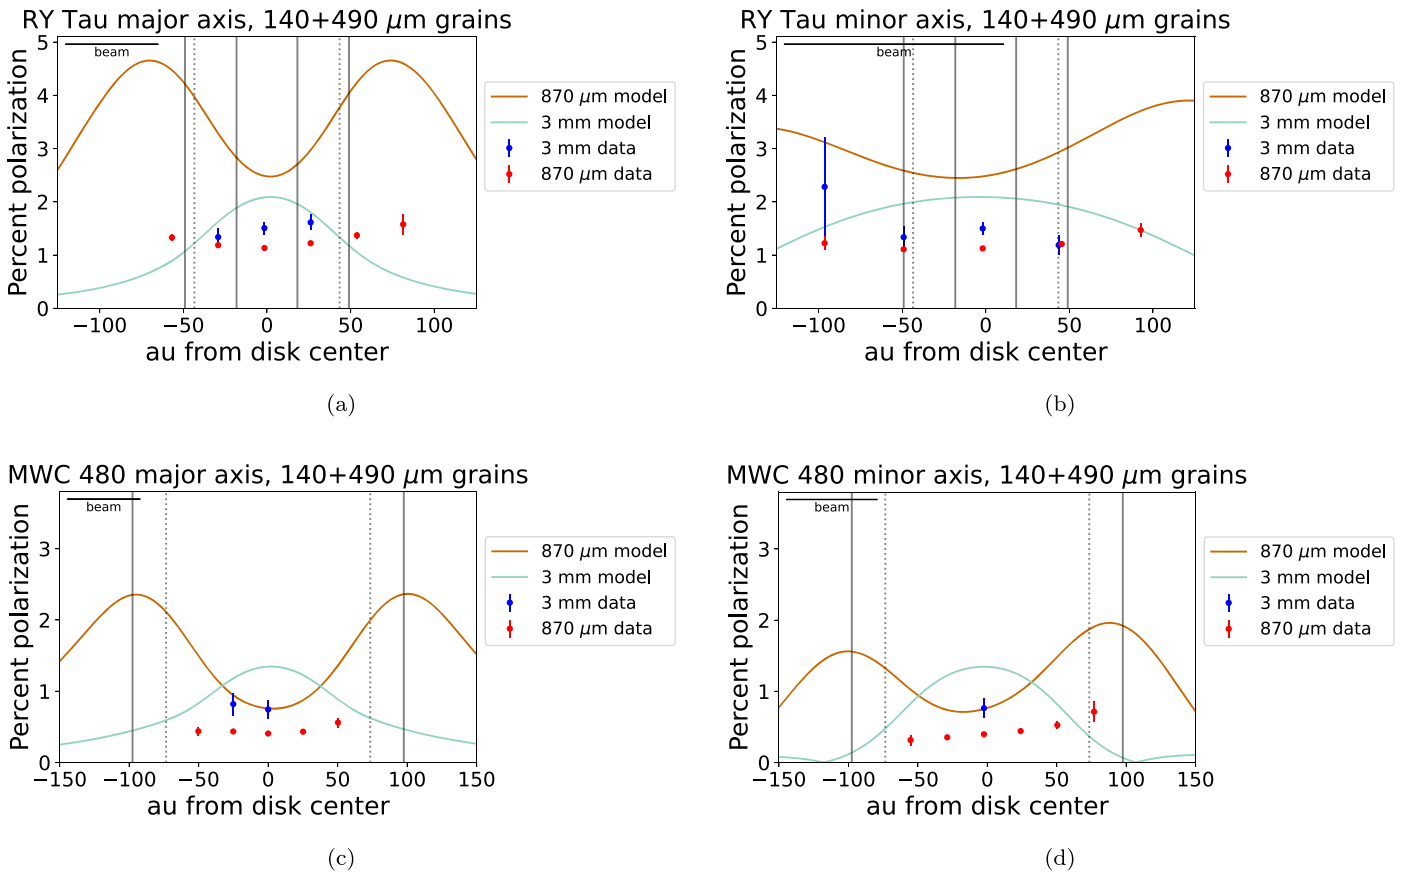 RY Tau major axis, 140+490 μm grains
beam
Percent polarization
5
4
3
2
1
0
−100
−50
0
50
100
au from disk center
870 μm model
3 mm model
3 mm data
870 μm data
(a)
RY Tau minor axis, 140+490 μm grains
beam
Percent polarization
5
4
3
2
1
0
−100
−50
0
50
100
au from disk center
870 μm model
3 mm model
3 mm data
870 μm data
(b)
MWC 480 major axis, 140+490 μm grains
beam
Percent polarization
3
2
1
0
−150
−100
−50
0
50
100
150
au from disk center
870 μm model
3 mm model
3 mm data
870 μm data
(c)
MWC 480 minor axis, 140+490 μm grains
beam
Percent polarization
3
2
1
0
−150
−100
−50
0
50
100
150
au from disk center
870 μm model
3 mm model
3 mm data
870 μm data
(d)